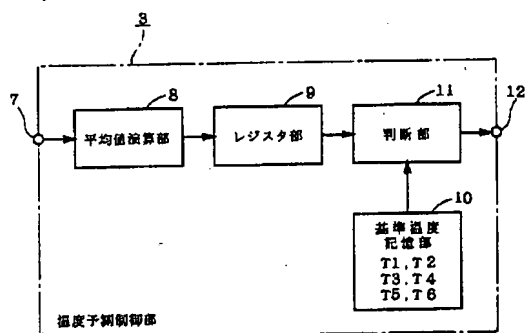 3
7
8
9
11
12
平均値演算部
レジスタ部
判断部
10
基準温度
記憶部
T1, T2
T3, T4
T5, T6
温度予測制御部